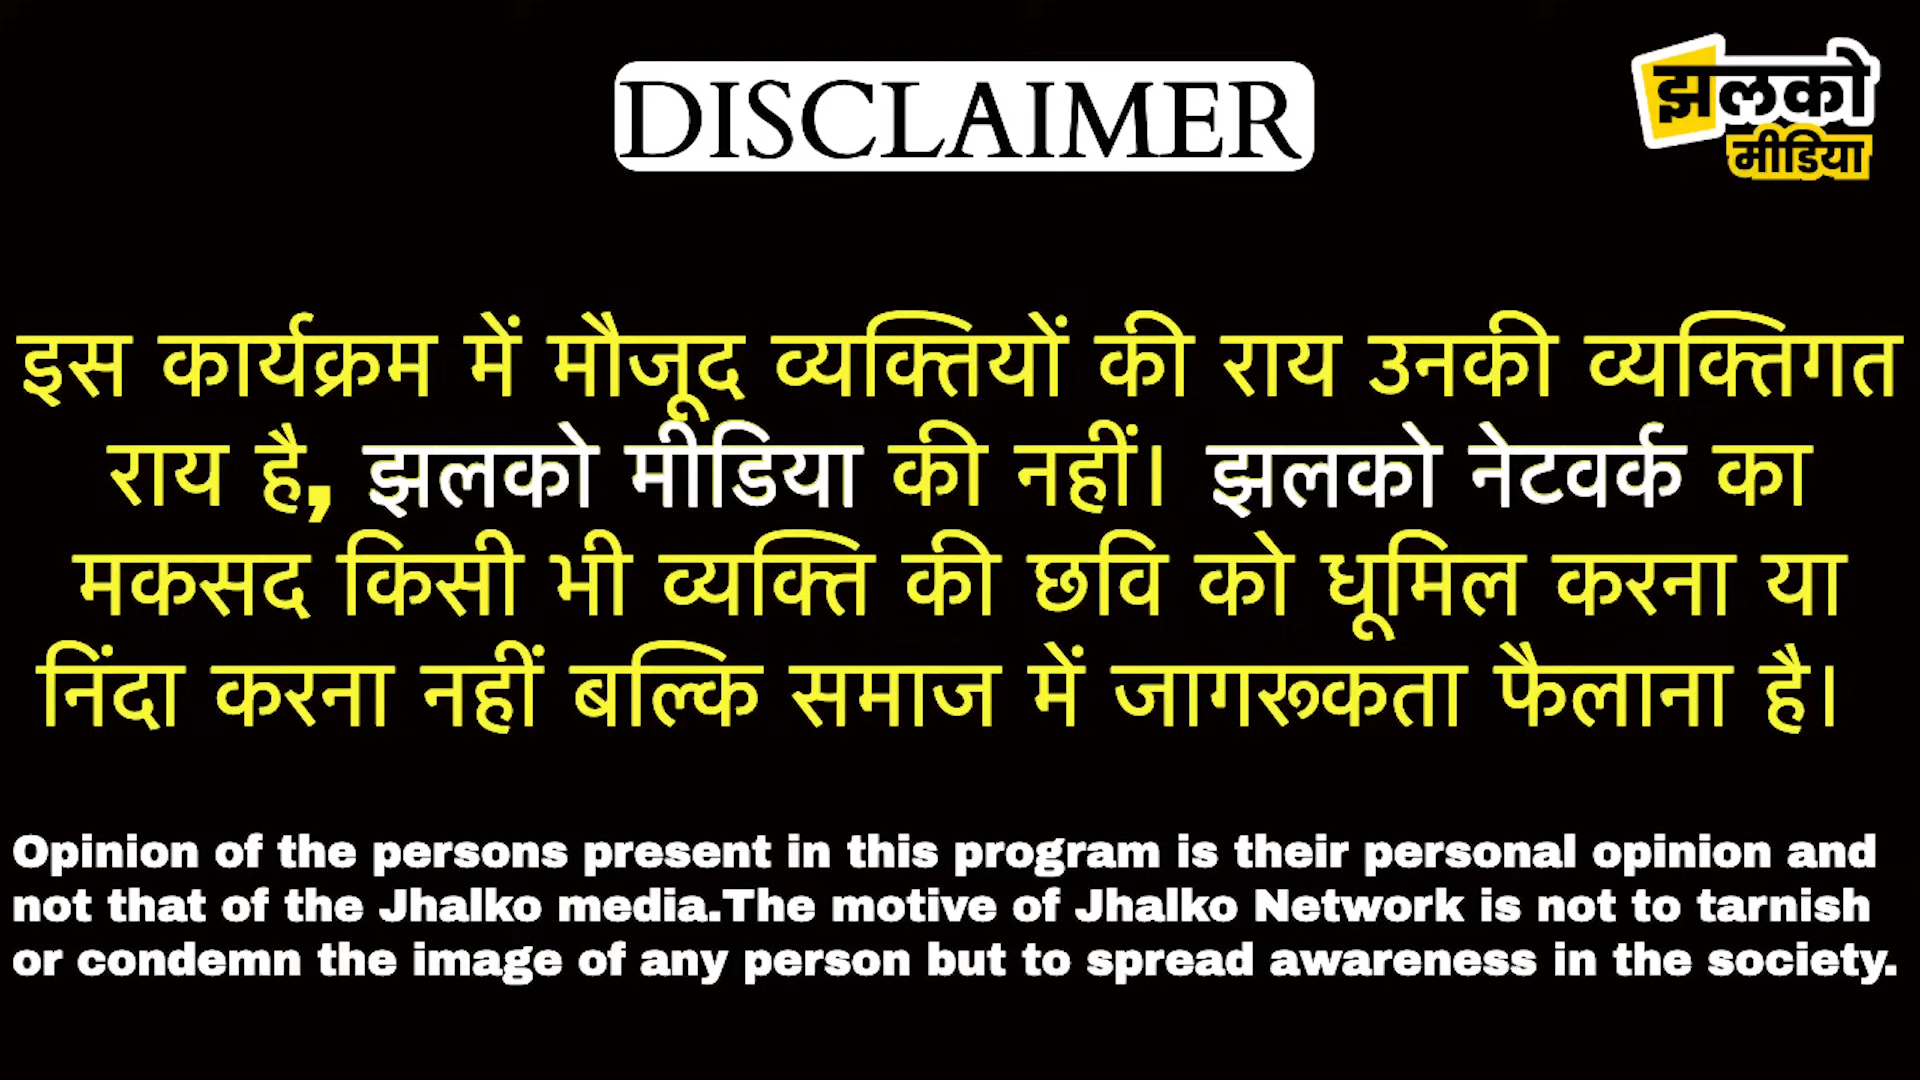 DISCLAIMER
झलको
मीडिया
इस कार्यक्रम में मौजूद व्यक्तियों की राय उनकी व्यक्तिगत
राय है, झलको मीडिया की नहीं। झलको नेटवर्क का
मकसद किसी भी व्यक्ति की छवि को धूमिल करना या
निंदा करना नहीं बल्कि समाज में जागरूकता फैलाना है।
Opinion of the persons present in this program is their personal opinion and
not that of the Jhalko media.The motive of Jhalko Network is not to tarnish
or condemn the image of any person but to spread awareness in the society.